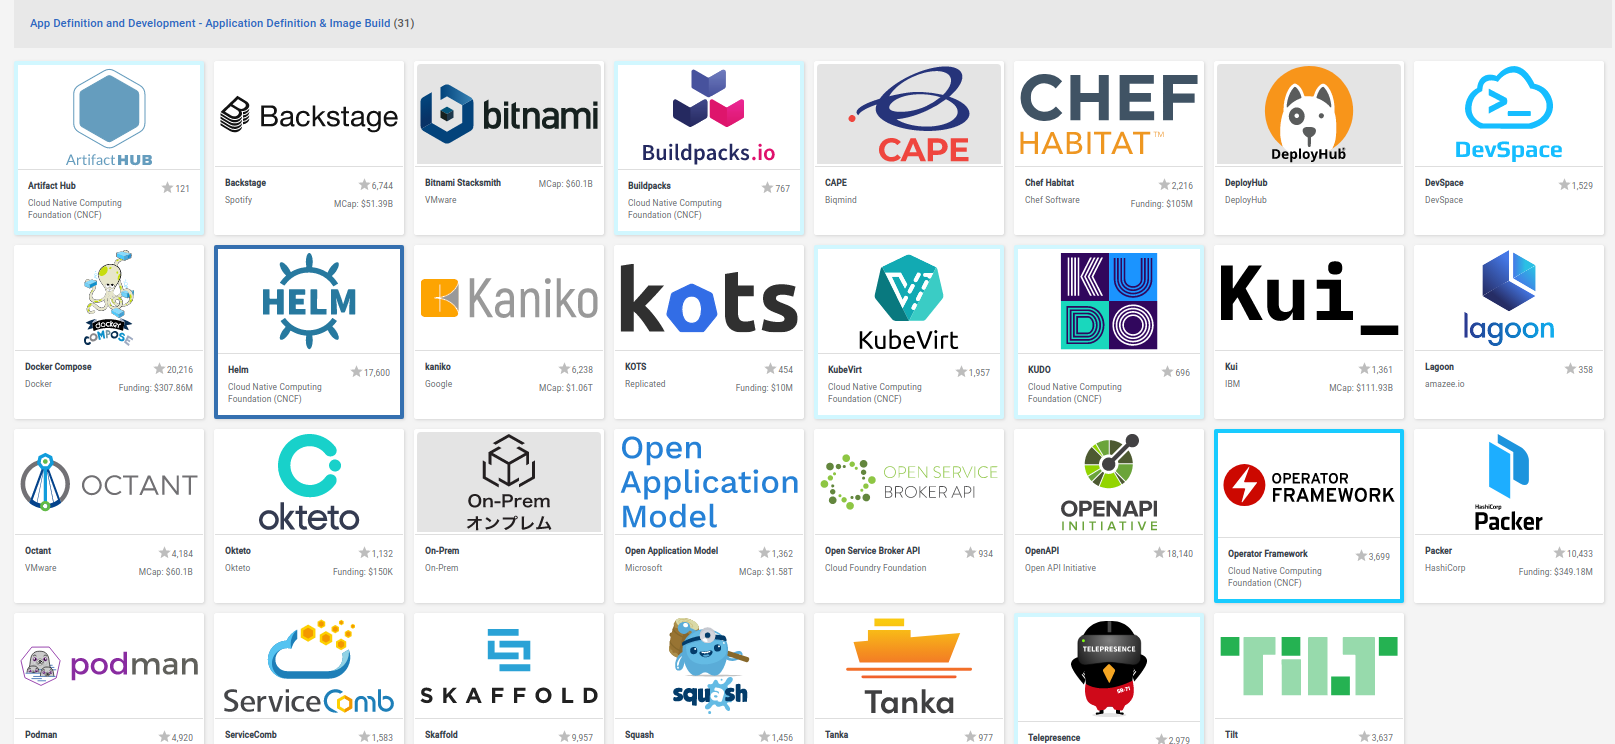 App Definition and Development - Application Definition & Image Build (31)
ArtifactHUB
Artifact Hub
121
Cloud Native Computing
Foundation (CNCF)
Backstage
Backstage
6,744
Spotify
MCap: $51.39B
bitnami
Bitnami Stacksmith
MCap: $60.1B
VMware
Buildpacks.io
Buildpacks
767
Cloud Native Computing
Foundation (CNCF)
CAPE
CAPE
Biqmind
CHEF
HABITAT™
Chef Habitat
2,216
Chef Software
Funding: $105M
DeployHub
DeployHub
DeployHub
DevSpace
DevSpace
1,529
DevSpace
docker
COMPOSE
Docker Compose
20,216
Docker
Funding: $307.86M
HELM
Helm
17,600
Cloud Native Computing
Foundation (CNCF)
Kaniko
kaniko
6,238
Google
MCap: $1.06T
kots
KOTS
454
Replicated
Funding: $10M
KubeVirt
KubeVirt
1,957
Cloud Native Computing
Foundation (CNCF)
KU
DO
KUDO
696
Cloud Native Computing
Foundation (CNCF)
Kui_
Kui
1,361
IBM
MCap: $111.93B
lagoon
Lagoon
358
amazee.io
OCTANT
Octant
4,184
VMware
MCap: $60.1B
okteto
Okteto
1,132
Okteto
Funding: $150K
On-Prem
オンプレム
On-Prem
On-Prem
Open
Application
Model
Open Application Model
1,362
Microsoft
MCap: $1.58T
OPEN SERVICE
BROKER API
Open Service Broker API
934
Cloud Foundry Foundation
OPENAPI
INITIATIVE
OpenAPI
18,140
Open API Initiative
OPERATOR
FRAMEWORK
Operator Framework
3,699
Cloud Native Computing
Foundation (CNCF)
HashiCorp
Packer
Packer
10,433
HashiCorp
Funding: $349.18M
podman
Podman
4,920
ServiceComb
ServiceComb
1,583
SKAFFOLD
Skaffold
9,957
squash
Squash
1,456
Tanka
Tanka
977
TELEPRESENCE
SR-71
Telepresence
2,979
TILT
Tilt
3,637